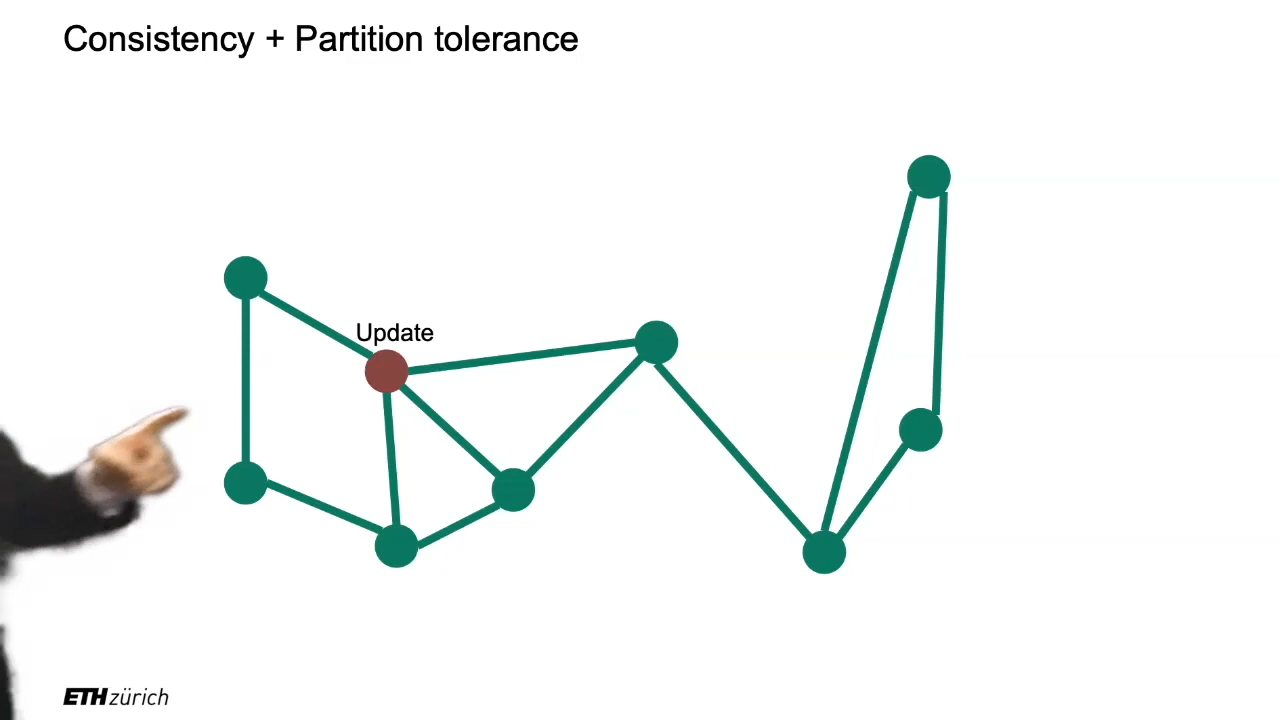 Consistency + Partition tolerance
Update
ETH zürich